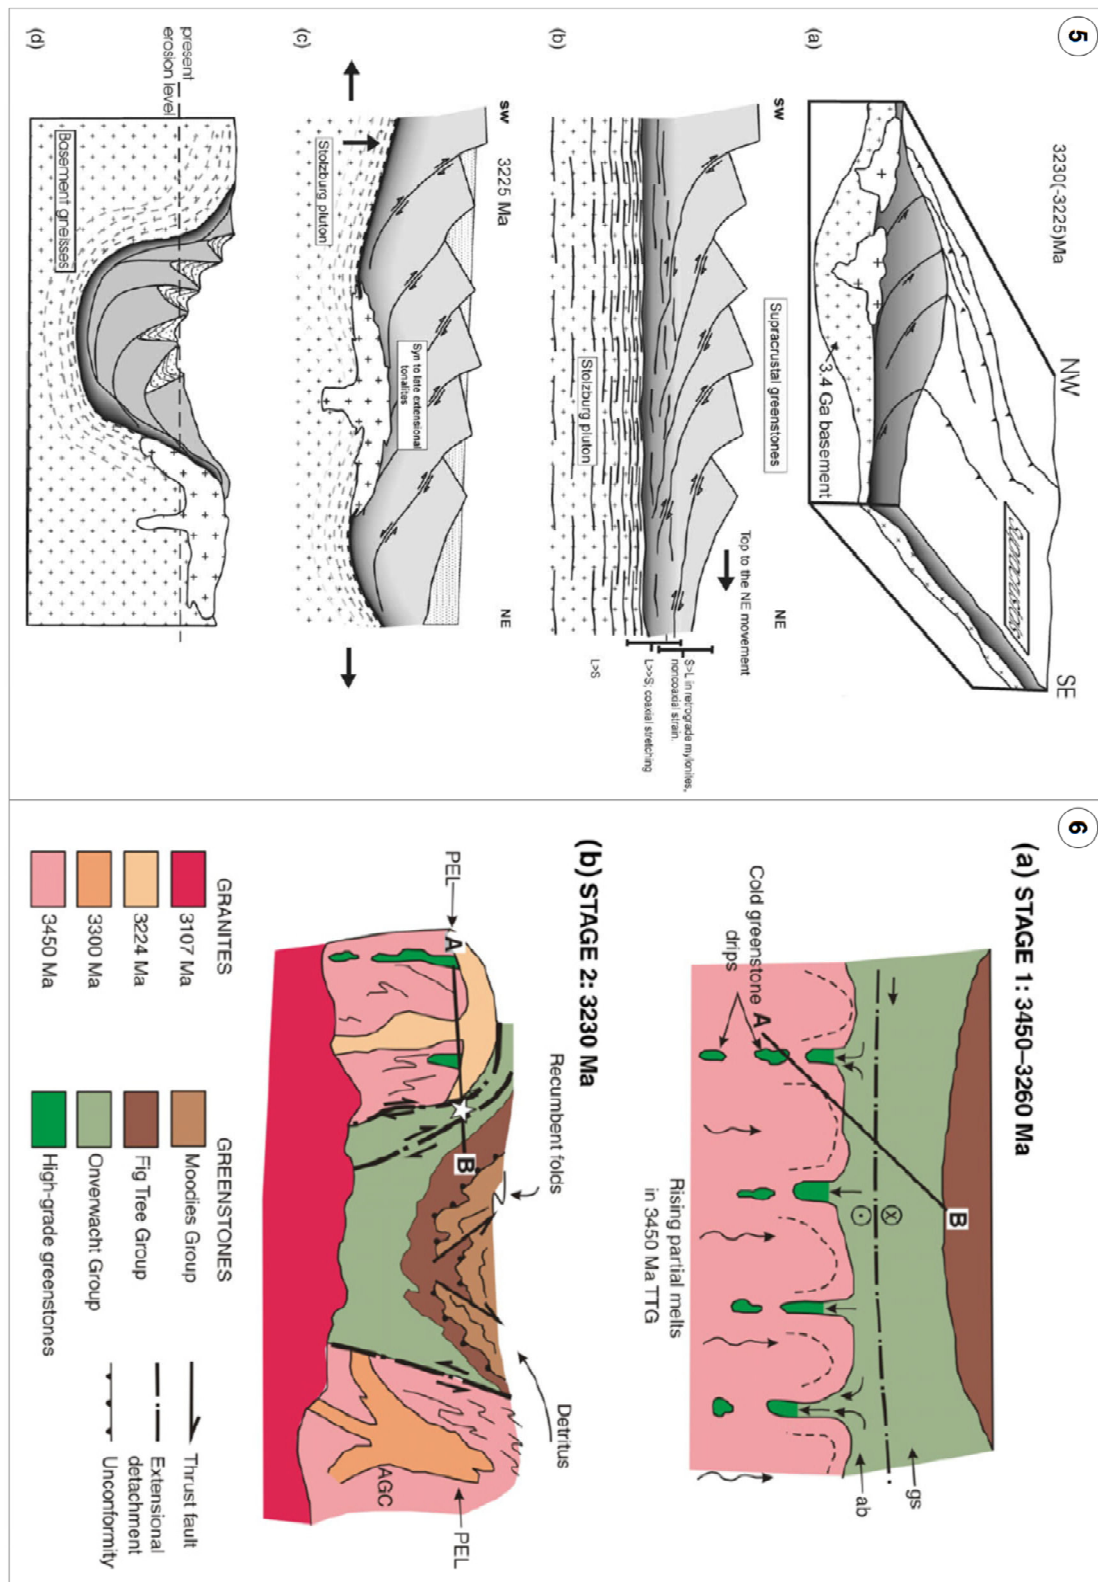 5
(a)
3230(-3225)Ma
NW
SE
3.4 Ga basement
(b)
SW
NE
Supracrustal greenstones
Stolzburg pluton
Top to the NE movement
S>L in retrograde mylonites,
noncoaxial strain.
L>>S; coaxial stretching
L>S
(c)
3225 Ma
SW
NE
Stolzburg pluton
Syn to late extensional
tonalites
(d)
present
erosion level
Basement gneisses
6
(a) STAGE 1: 3450–3260 Ma
Cold greenstone
drips
A
B
gs
ab
Rising partial melts
in 3450 Ma TTG
(b) STAGE 2: 3230 Ma
PEL
A
B
Recumbent folds
Detritus
AGC
PEL
GRANITES
3107 Ma
3224 Ma
3300 Ma
3450 Ma
GREENSTONES
Moodies Group
Fig Tree Group
Onverwacht Group
High-grade greenstones
Thrust fault
Extensional
detachment
Unconformity